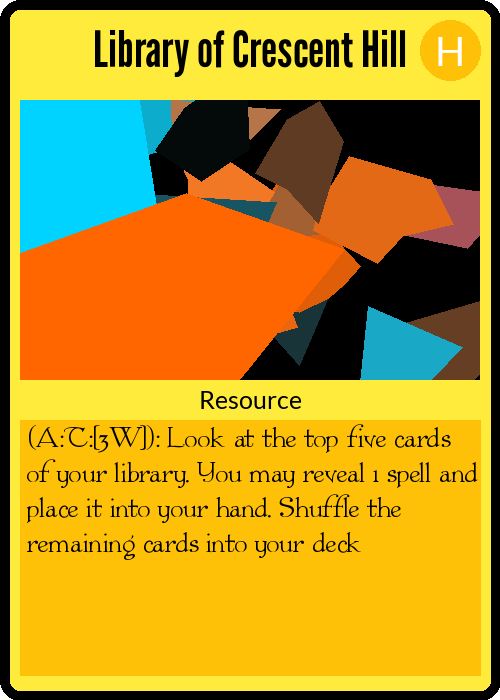 Library of Crescent Hill
H
Resource
(A:T:[3W]): Look at the top five cards
of your library. You may reveal 1 spell and
place it into your hand. Shuffle the
remaining cards into your deck